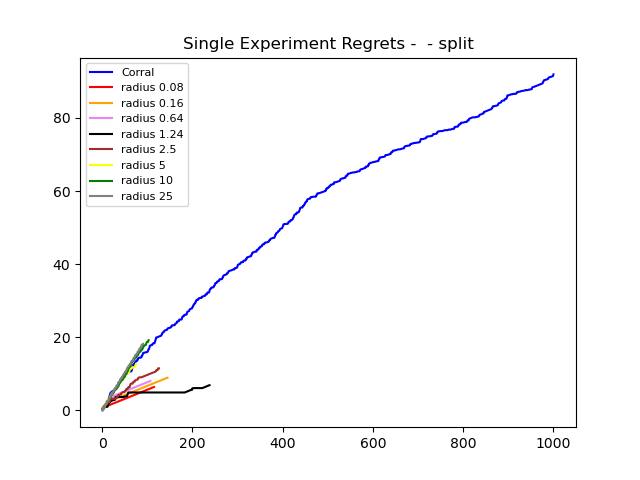 Single Experiment Regrets -  - split
Corral
radius 0.08
radius 0.16
radius 0.64
radius 1.24
radius 2.5
radius 5
radius 10
radius 25
80
60
40
20
0
0 200 400 600 800 1000